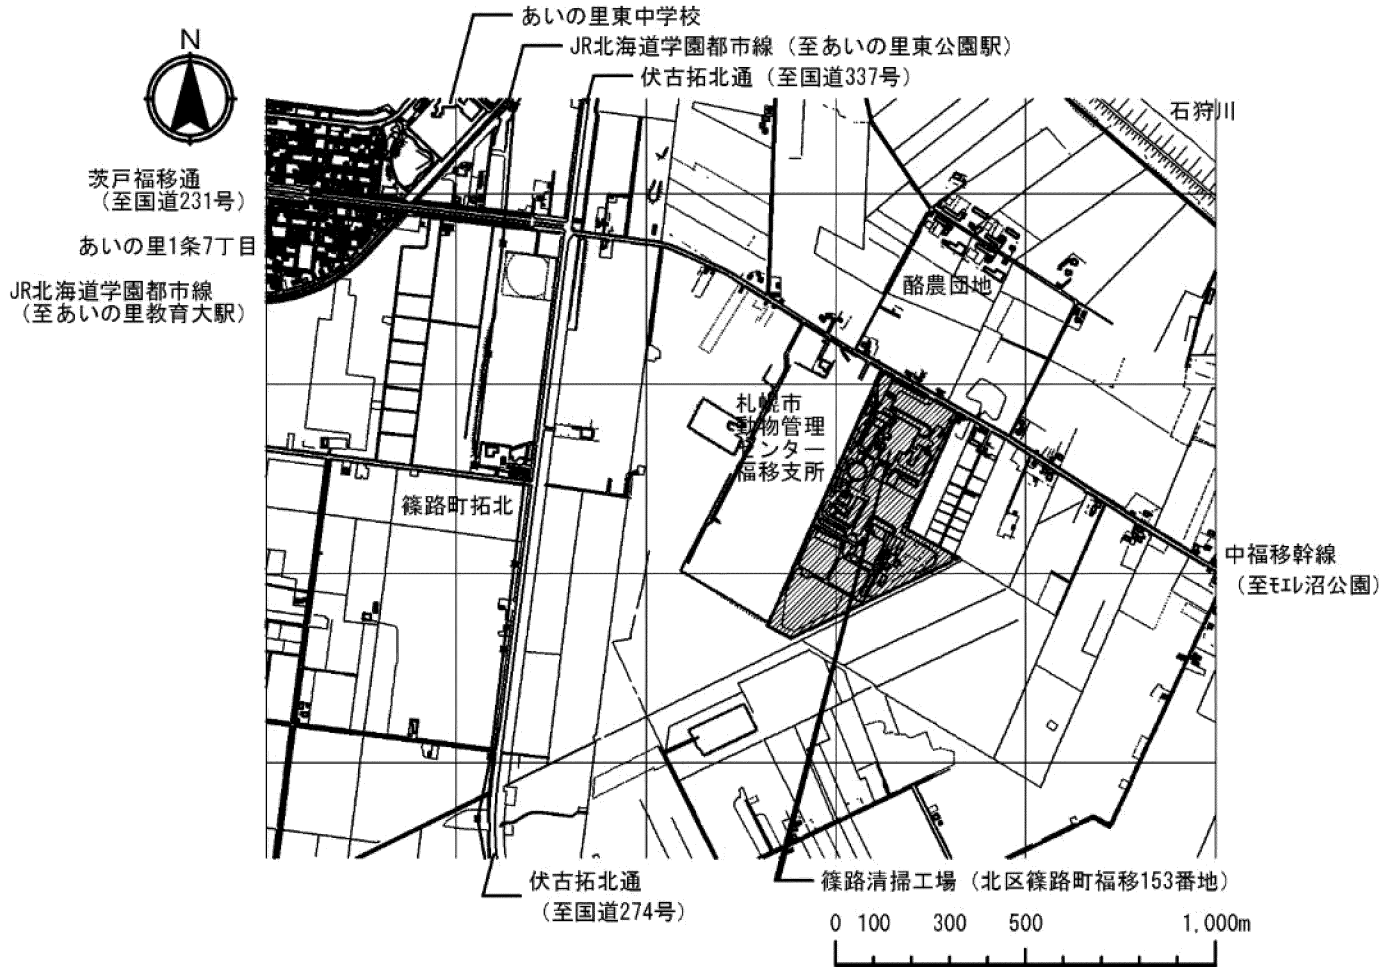 あいの里東中学校
JR北海道学園都市線（至あいの里東公園駅）
伏古拓北通（至国道337号）
N
石狩川
茨戸福移通
（至国道231号）
あいの里1条7丁目
JR北海道学園都市線
（至あいの里教育大駅）
酪農団地
札幌市
動物管理
センター
福移支所
篠路町拓北
中福移幹線
（至ﾓｴﾚ沼公園）
伏古拓北通
（至国道274号）
篠路清掃工場（北区篠路町福移153番地）
0 100 300 500 1,000m